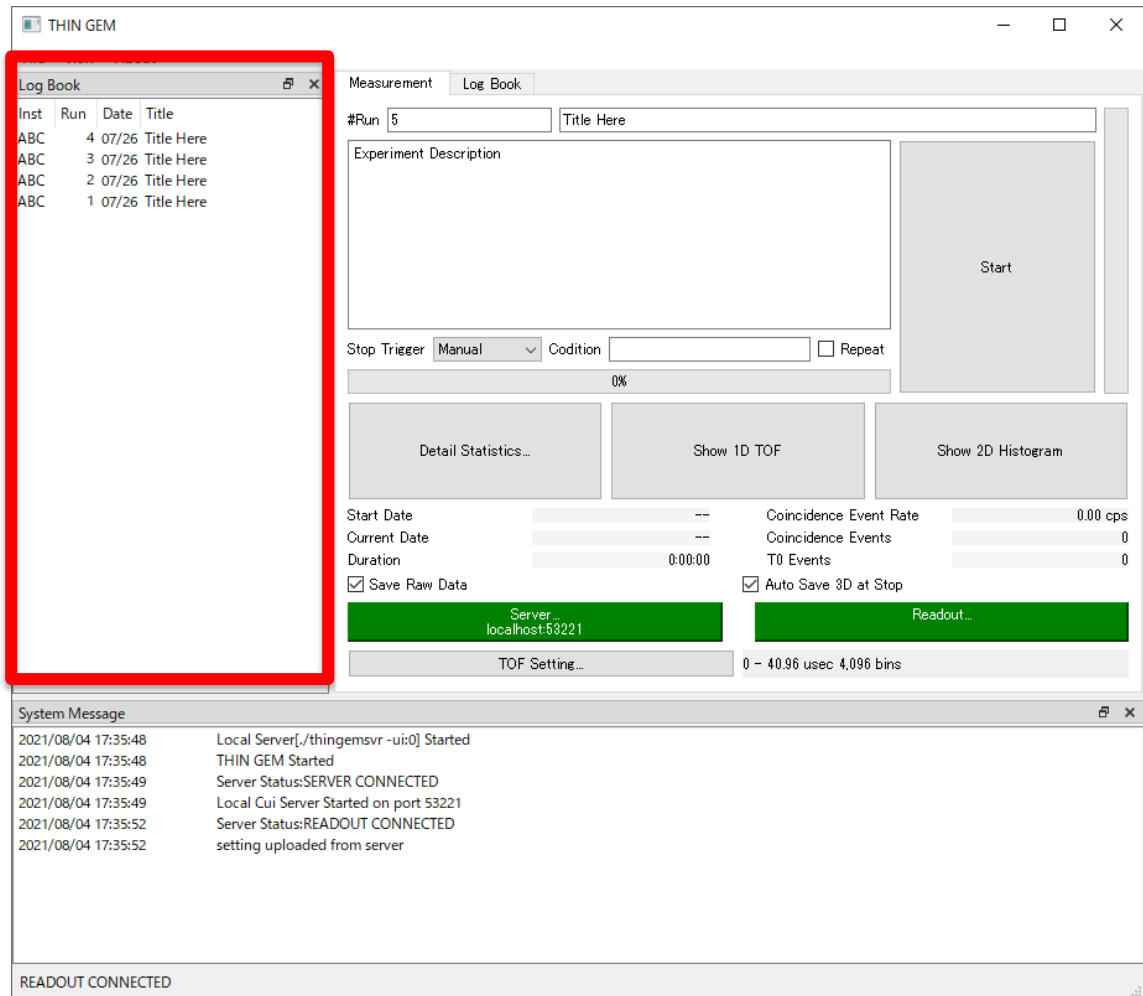 THIN GEM
Log Book
Inst Run Date Title
ABC 4 07/26 Title Here
ABC 3 07/26 Title Here
ABC 2 07/26 Title Here
ABC 1 07/26 Title Here
Measurement Log Book
#Run 5 Title Here
Experiment Description
Start
Stop Trigger Manual Codition Repeat
0%
Detail Statistics... Show 1D TOF Show 2D Histogram
Start Date -- Coincidence Event Rate 0.00 cps
Current Date -- Coincidence Events 0
Duration 0:00:00 T0 Events 0
Save Raw Data Auto Save 3D at Stop
Server... Readout...
localhost:53221
TOF Setting... 0 - 40.96 usec 4,096 bins
System Message
2021/08/04 17:35:48 Local Server[./thingemsvr -ui:0] Started
2021/08/04 17:35:48 THIN GEM Started
2021/08/04 17:35:49 Server Status:SERVER CONNECTED
2021/08/04 17:35:49 Local Cui Server Started on port 53221
2021/08/04 17:35:52 Server Status:READOUT CONNECTED
2021/08/04 17:35:52 setting uploaded from server
READOUT CONNECTED